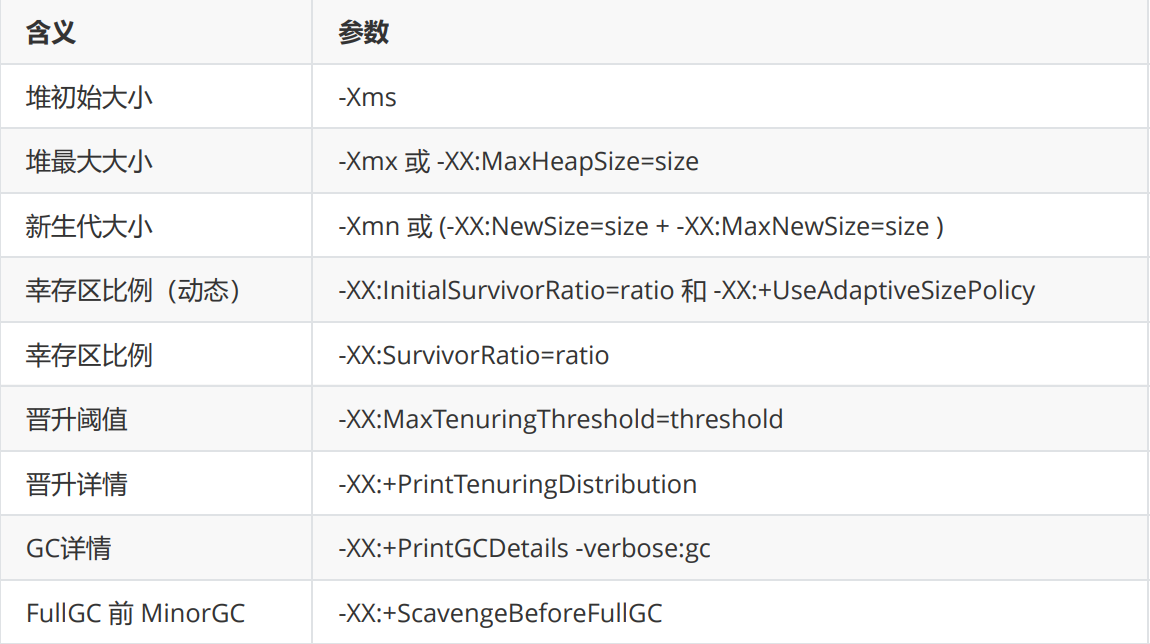 含义 参数
堆初始大小 -Xms
堆最大大小 -Xmx 或 -XX:MaxHeapSize=size
新生代大小 -Xmn 或 (-XX:NewSize=size + -XX:MaxNewSize=size )
幸存区比例（动态） -XX:InitialSurvivorRatio=ratio 和 -XX:+UseAdaptiveSizePolicy
幸存区比例 -XX:SurvivorRatio=ratio
晋升阈值 -XX:MaxTenuringThreshold=threshold
晋升详情 -XX:+PrintTenuringDistribution
GC详情 -XX:+PrintGCDetails -verbose:gc
FullGC 前 MinorGC -XX:+ScavengeBeforeFullGC